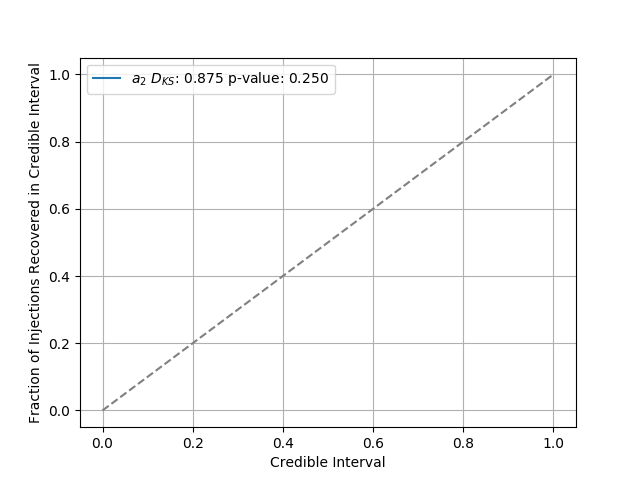 a₂ D_KS: 0.875 p-value: 0.250
1.0
0.8
0.6
0.4
0.2
0.0
Fraction of Injections Recovered in Credible Interval
0.0 0.2 0.4 0.6 0.8 1.0
Credible Interval